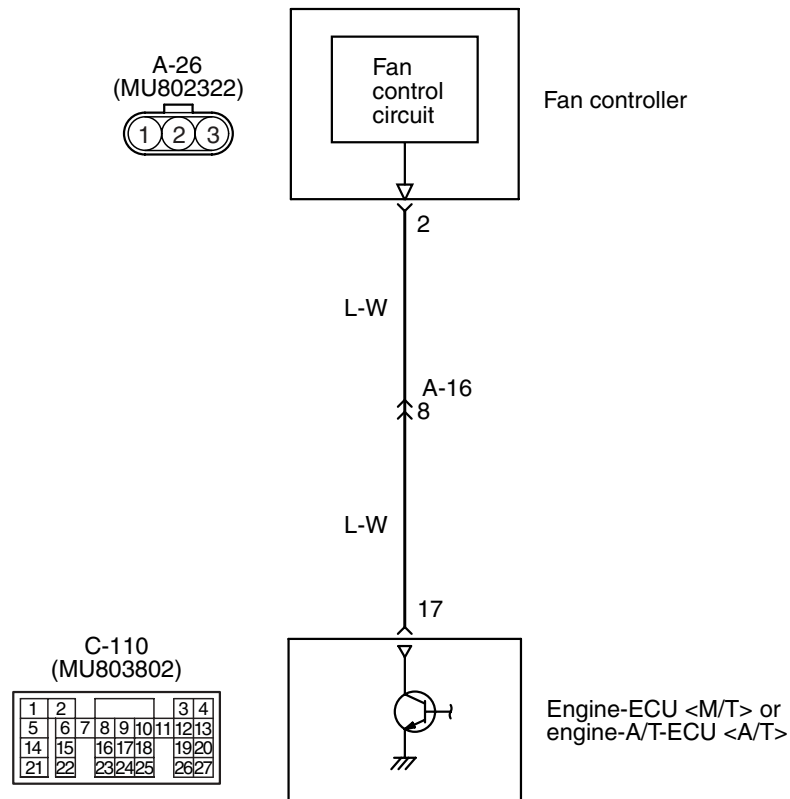 A-26
(MU802322)
1 2 3
Fan
control
circuit
Fan controller
2
L-W
A-16
8
L-W
17
C-110
(MU803802)
1 2 3 4
5 6 7 8 9 10 11 12 13
14 15 16 17 18 19 20
21 22 23 24 25 26 27
Engine-ECU <M/T> or
engine-A/T-ECU <A/T>